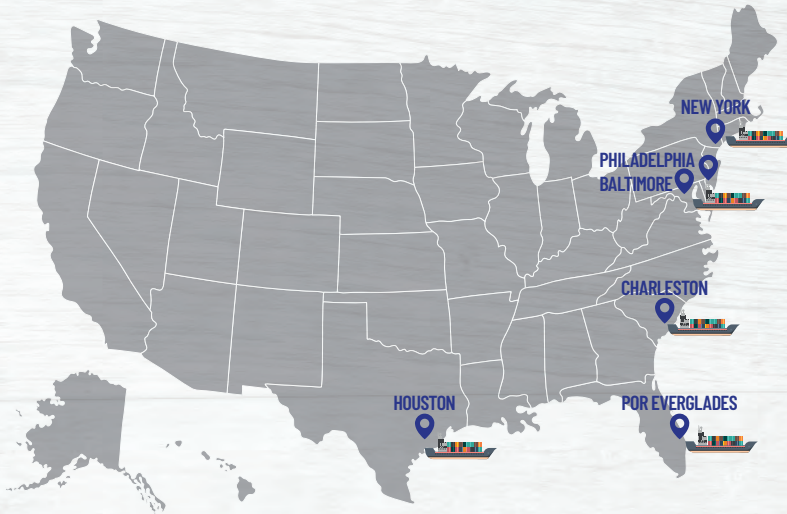 NEW YORK
PHILADELPHIA
BALTIMORE
CHARLESTON
HOUSTON
POR EVERGLADES